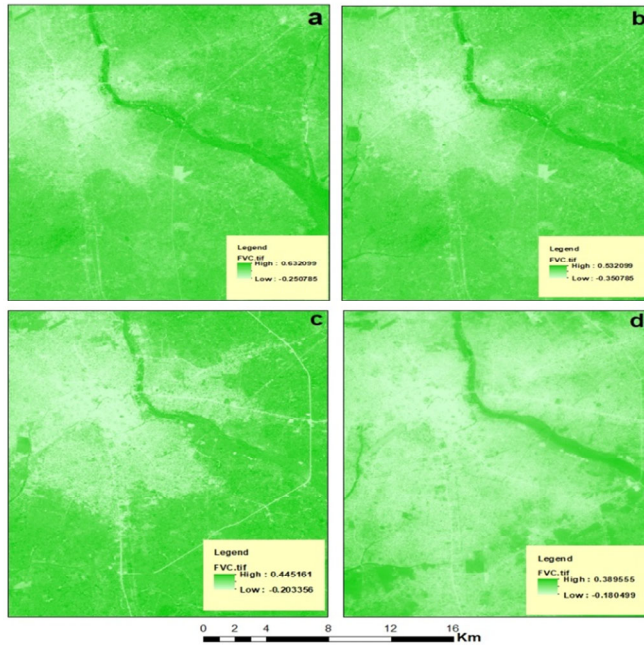 a
Legend
FVC.tif
High : 0.632099
Low : -0.250785
b
Legend
FVC.tif
High : 0.532099
Low : -0.350785
c
Legend
FVC.tif
High : 0.445161
Low : -0.203356
d
Legend
FVC.tif
High : 0.389555
Low : -0.180499
0 2 4 8 12 16 Km